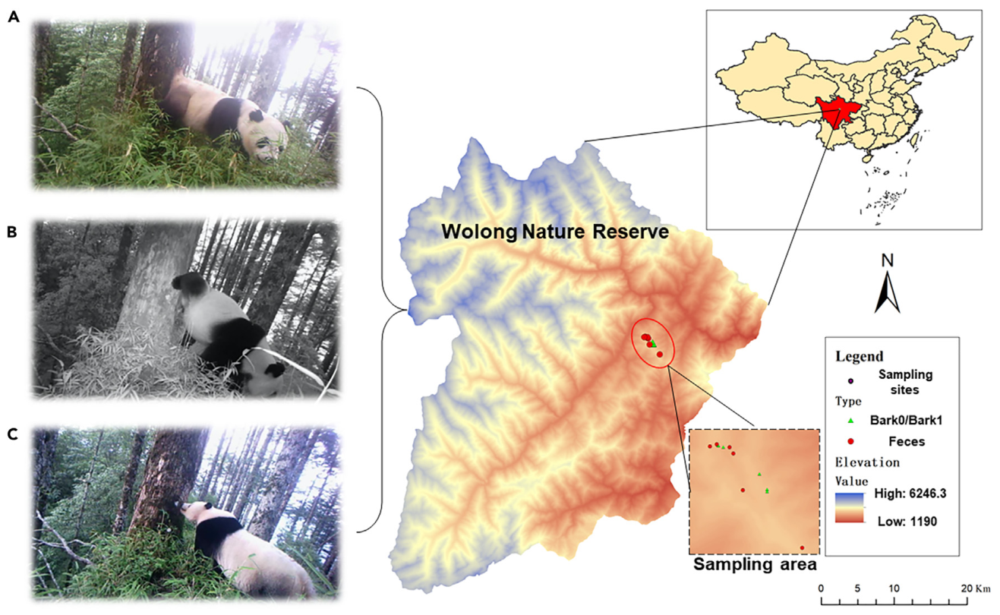 A
B
C
Wolong Nature Reserve
N
Legend
Sampling
sites
Type
Bark0/Bark1
Feces
Elevation
Value
High: 6246.3
Low: 1190
Sampling area
0 5 10 20 Km